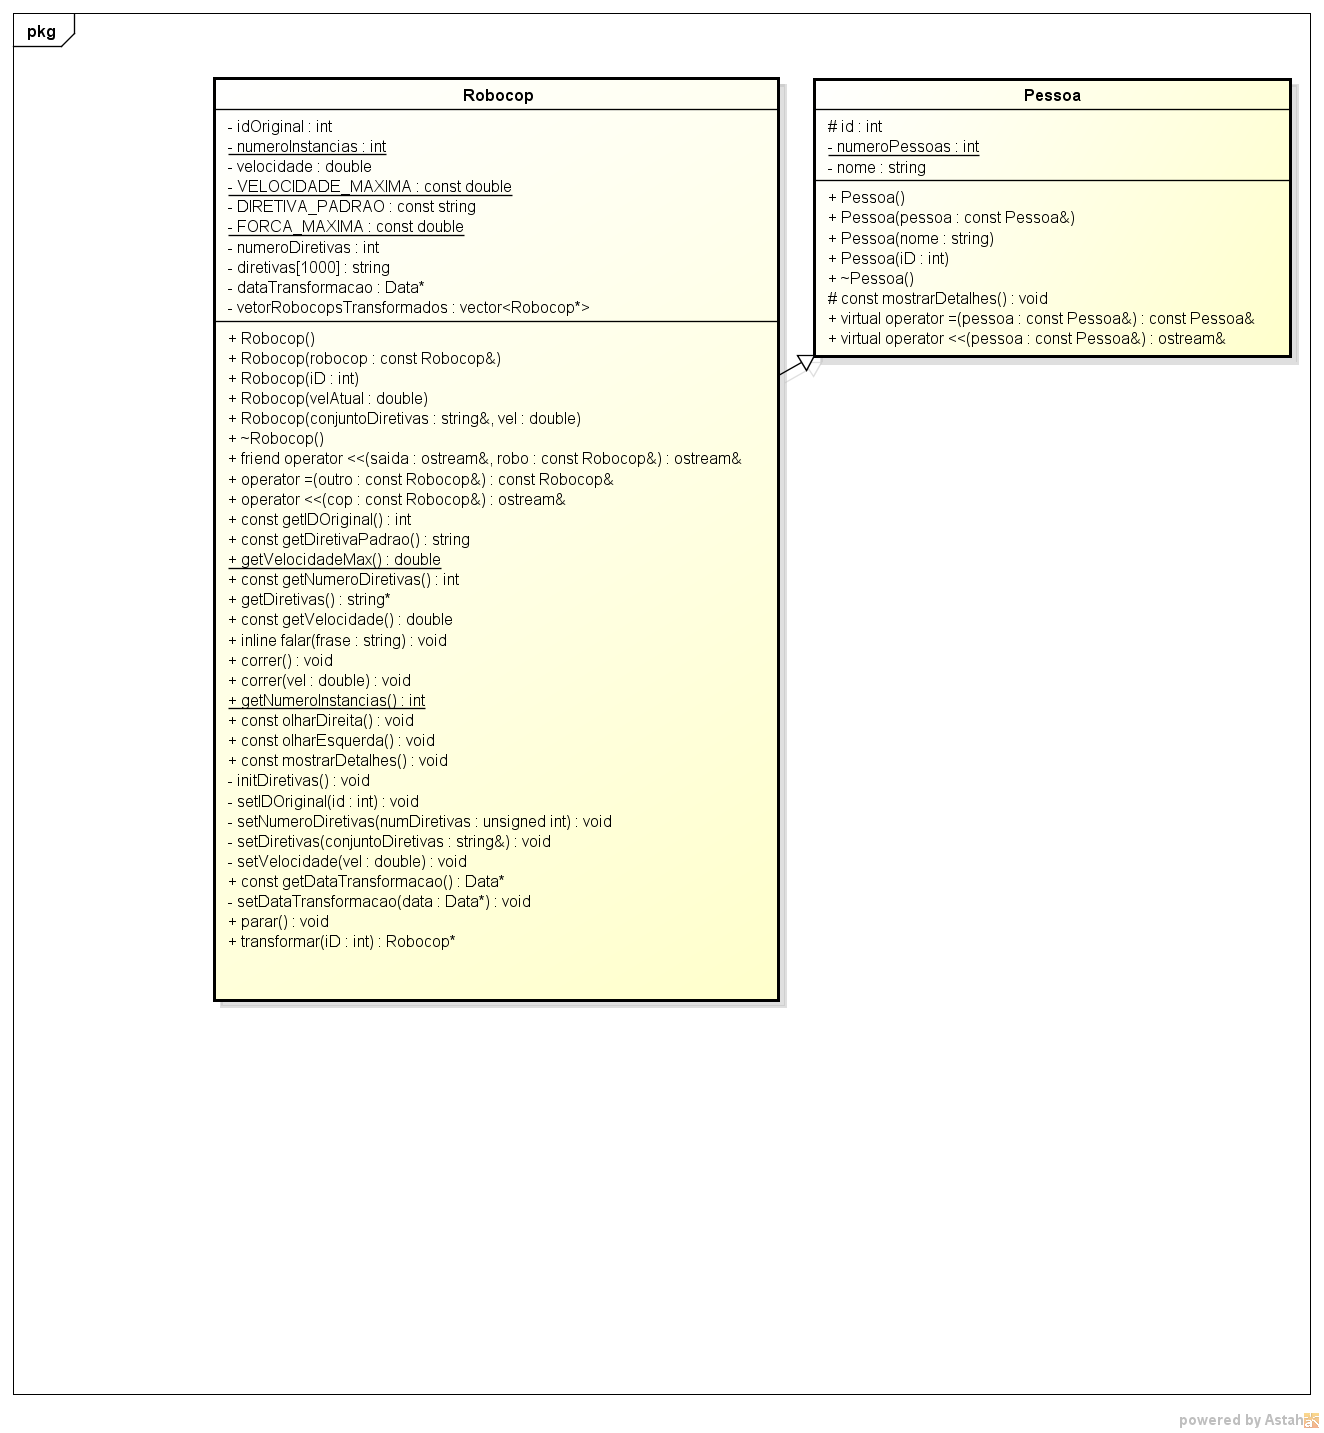 pkg
Robocop
- idOriginal : int
- numeroInstancias : int
- velocidade : double
- VELOCIDADE_MAXIMA : const double
- DIRETIVA_PADRAO : const string
- FORCA_MAXIMA : const double
- numeroDiretivas : int
- diretivas[1000] : string
- dataTransformacao : Data*
- vetorRobocopsTransformados : vector<Robocop*>
+ Robocop()
+ Robocop(robocop : const Robocop&)
+ Robocop(iD : int)
+ Robocop(velAtual : double)
+ Robocop(conjuntoDiretivas : string&, vel : double)
+ ~Robocop()
+ friend operator <<(saida : ostream&, robo : const Robocop&) : ostream&
+ operator =(outro : const Robocop&) : const Robocop&
+ operator <<(cop : const Robocop&) : ostream&
+ const getIDOriginal() : int
+ const getDiretivaPadrao() : string
+ getVelocidadeMax() : double
+ const getNumeroDiretivas() : int
+ getDiretivas() : string*
+ const getVelocidade() : double
+ inline falar(frase : string) : void
+ correr() : void
+ correr(vel : double) : void
+ getNumeroInstancias() : int
+ const olharDireita() : void
+ const olharEsquerda() : void
+ const mostrarDetalhes() : void
- initDiretivas() : void
- setIDOriginal(id : int) : void
- setNumeroDiretivas(numDiretivas : unsigned int) : void
- setDiretivas(conjuntoDiretivas : string&) : void
- setVelocidade(vel : double) : void
+ const getDataTransformacao() : Data*
- setDataTransformacao(data : Data*) : void
+ parar() : void
+ transformar(iD : int) : Robocop*
Pessoa
# id : int
- numeroPessoas : int
- nome : string
+ Pessoa()
+ Pessoa(pessoa : const Pessoa&)
+ Pessoa(nome : string)
+ Pessoa(iD : int)
+ ~Pessoa()
# const mostrarDetalhes() : void
+ virtual operator =(pessoa : const Pessoa&) : const Pessoa&
+ virtual operator <<(pessoa : const Pessoa&) : ostream&
powered by Astah